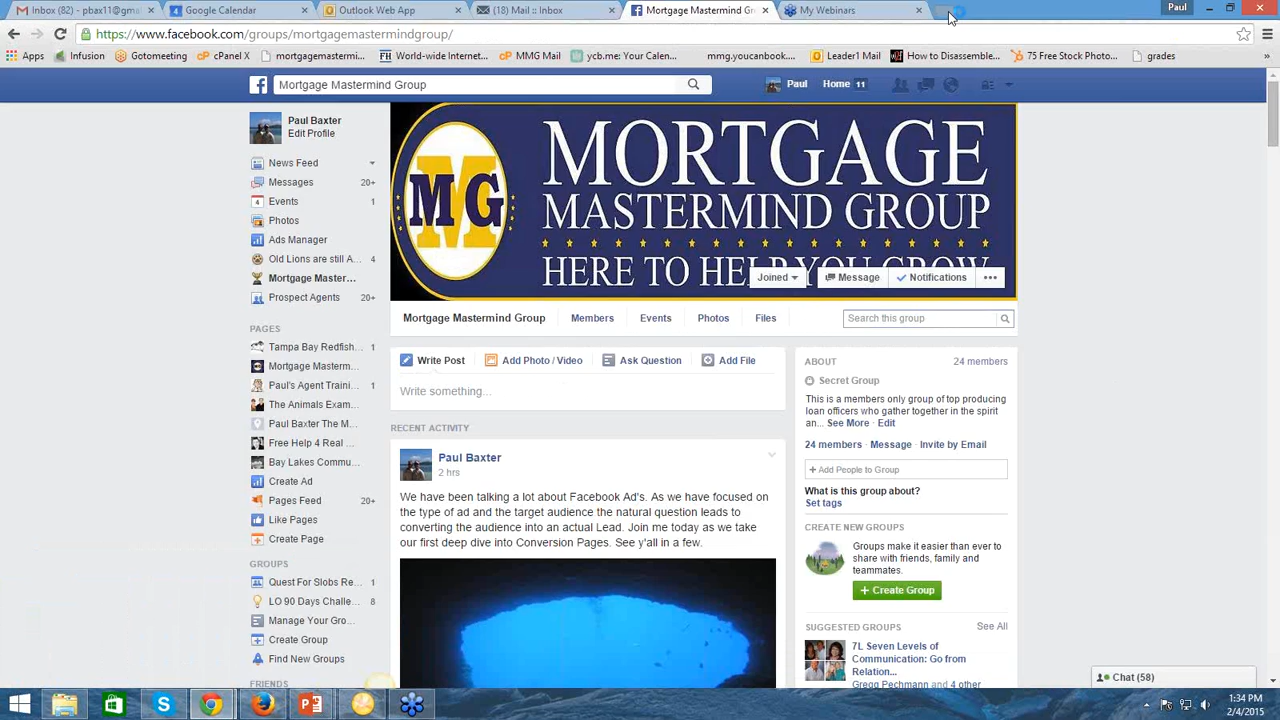 Inbox (82) - pbax11@gma
Google Calendar
Outlook Web App
(18) Mail :: Inbox
Mortgage Mastermind Gr
My Webinars
Paul
https://www.facebook.com/groups/mortgagemastermindgroup/
Infusion
Gotomeeting
cPanel X
mortgagemastermin...
World-wide Internet...
MMG Mail
ycb.me: Your Calen...
mmg.youcanbook...
Leader1 Mail
How to Disassemble...
75 Free Stock Photo...
grades
»
Mortgage Mastermind Group
Paul
Home 11
Paul Baxter
Edit Profile
News Feed
Messages 20+
Events 1
Photos
Ads Manager
Old Lions are still A... 4
Mortgage Master...
Prospect Agents 20+
PAGES
Tampa Bay Redfish... 1
Mortgage Masterm...
Paul's Agent Traini... 1
The Animals Exam...
Paul Baxter The M...
Free Help 4 Real ...
Bay Lakes Commu...
Create Ad
Pages Feed 20+
Like Pages
Create Page
GROUPS
Quest For Slobs Re... 1
LO 90 Days Challe... 8
Manage Your Gro...
Create Group
Find New Groups
FRIENDS
MG
M
MORTGAGE
MASTERMIND GROUP
HERE TO HELP YOU GROW
Joined
Message
Notifications
Mortgage Mastermind Group
Members
Events
Photos
Files
Search this group
Write Post
Add Photo / Video
Ask Question
Add File
Write something...
RECENT ACTIVITY
Paul Baxter
2 hrs
We have been talking a lot about Facebook Ad's. As we have focused on
the type of ad and the target audience the natural question leads to
converting the audience into an actual Lead. Join me today as we take
our first deep dive into Conversion Pages. See y'all in a few.
ABOUT 24 members
Secret Group
This is a members only group of top producing
loan officers who gather together in the spirit
an... See More · Edit
24 members · Message · Invite by Email
+ Add People to Group
What is this group about?
Set tags
CREATE NEW GROUPS
Groups make it easier than ever to
share with friends, family and
teammates.
+ Create Group
SUGGESTED GROUPS See All
7L Seven Levels of
Communication: Go from
Relation...
Gregg Pechmann and 4 other
Chat (58)
1:34 PM
2/4/2015